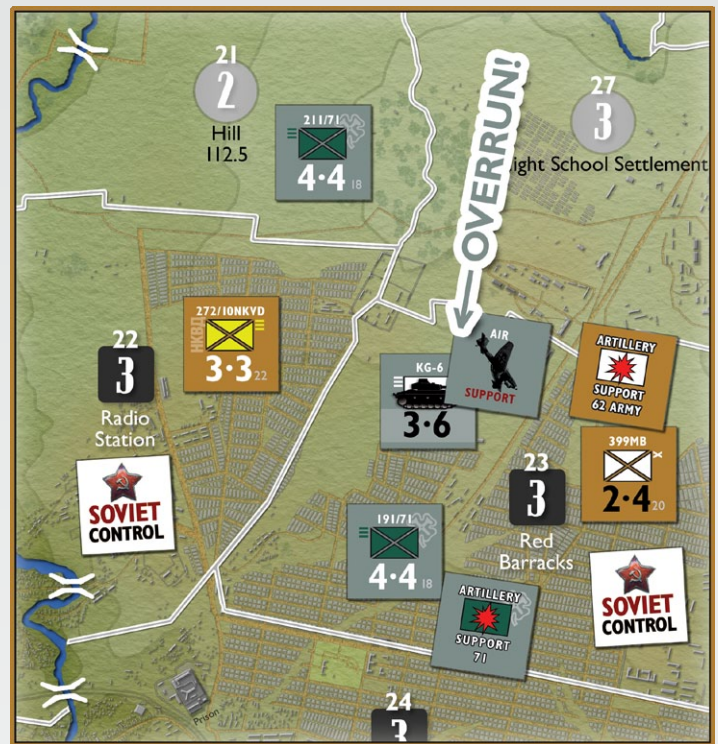 21
2
Hill
112.5
211/71
4·4 18
OVERRUN!
27
3
ight School Settlement
272/10NKVD
НКВД
3·3 22
22
3
Radio
Station
SOVIET
CONTROL
KG-6
3·6
AIR
SUPPORT
ARTILLERY
SUPPORT
62 ARMY
399MB
X
2·4 20
23
3
Red
Barracks
SOVIET
CONTROL
191/71
4·4 18
ARTILLERY
SUPPORT
71
Prison
24
3